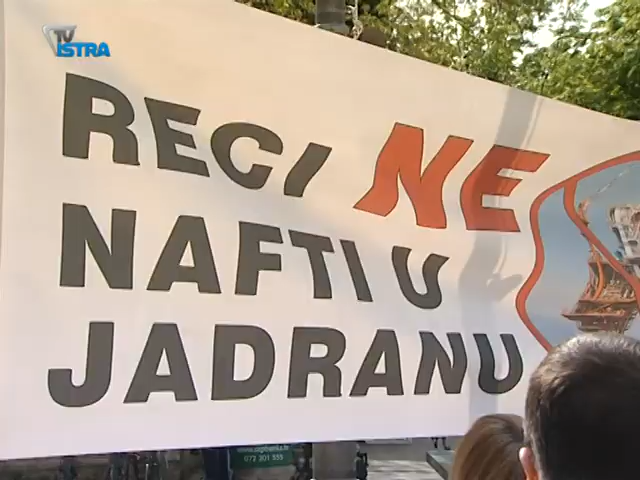 TV
ISTRA
RECI NE
NAFTI U
JADRANU
072 301 555